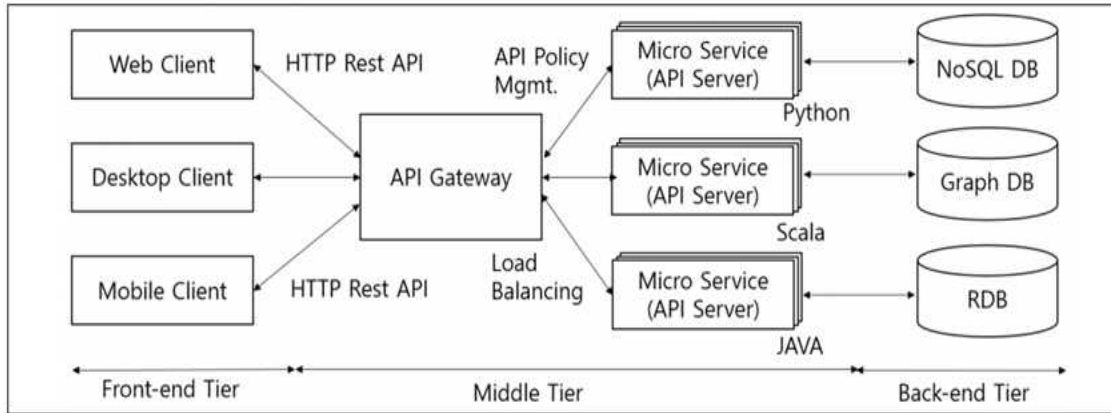 Web Client
HTTP Rest API
API Policy
Mgmt.
Micro Service
(API Server)
Python
NoSQL DB
Desktop Client
API Gateway
Micro Service
(API Server)
Scala
Graph DB
Mobile Client
HTTP Rest API
Load
Balancing
Micro Service
(API Server)
JAVA
RDB
Front-end Tier
Middle Tier
Back-end Tier